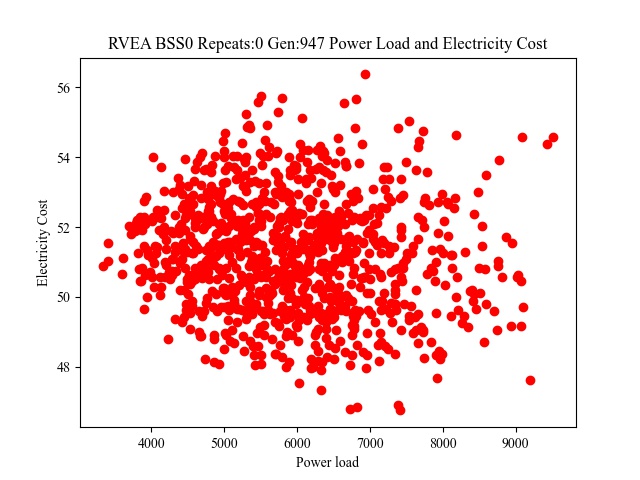 RVEA BSS0 Repeats:0 Gen:947 Power Load and Electricity Cost
Electricity Cost
56
54
52
50
48
4000 5000 6000 7000 8000 9000
Power load